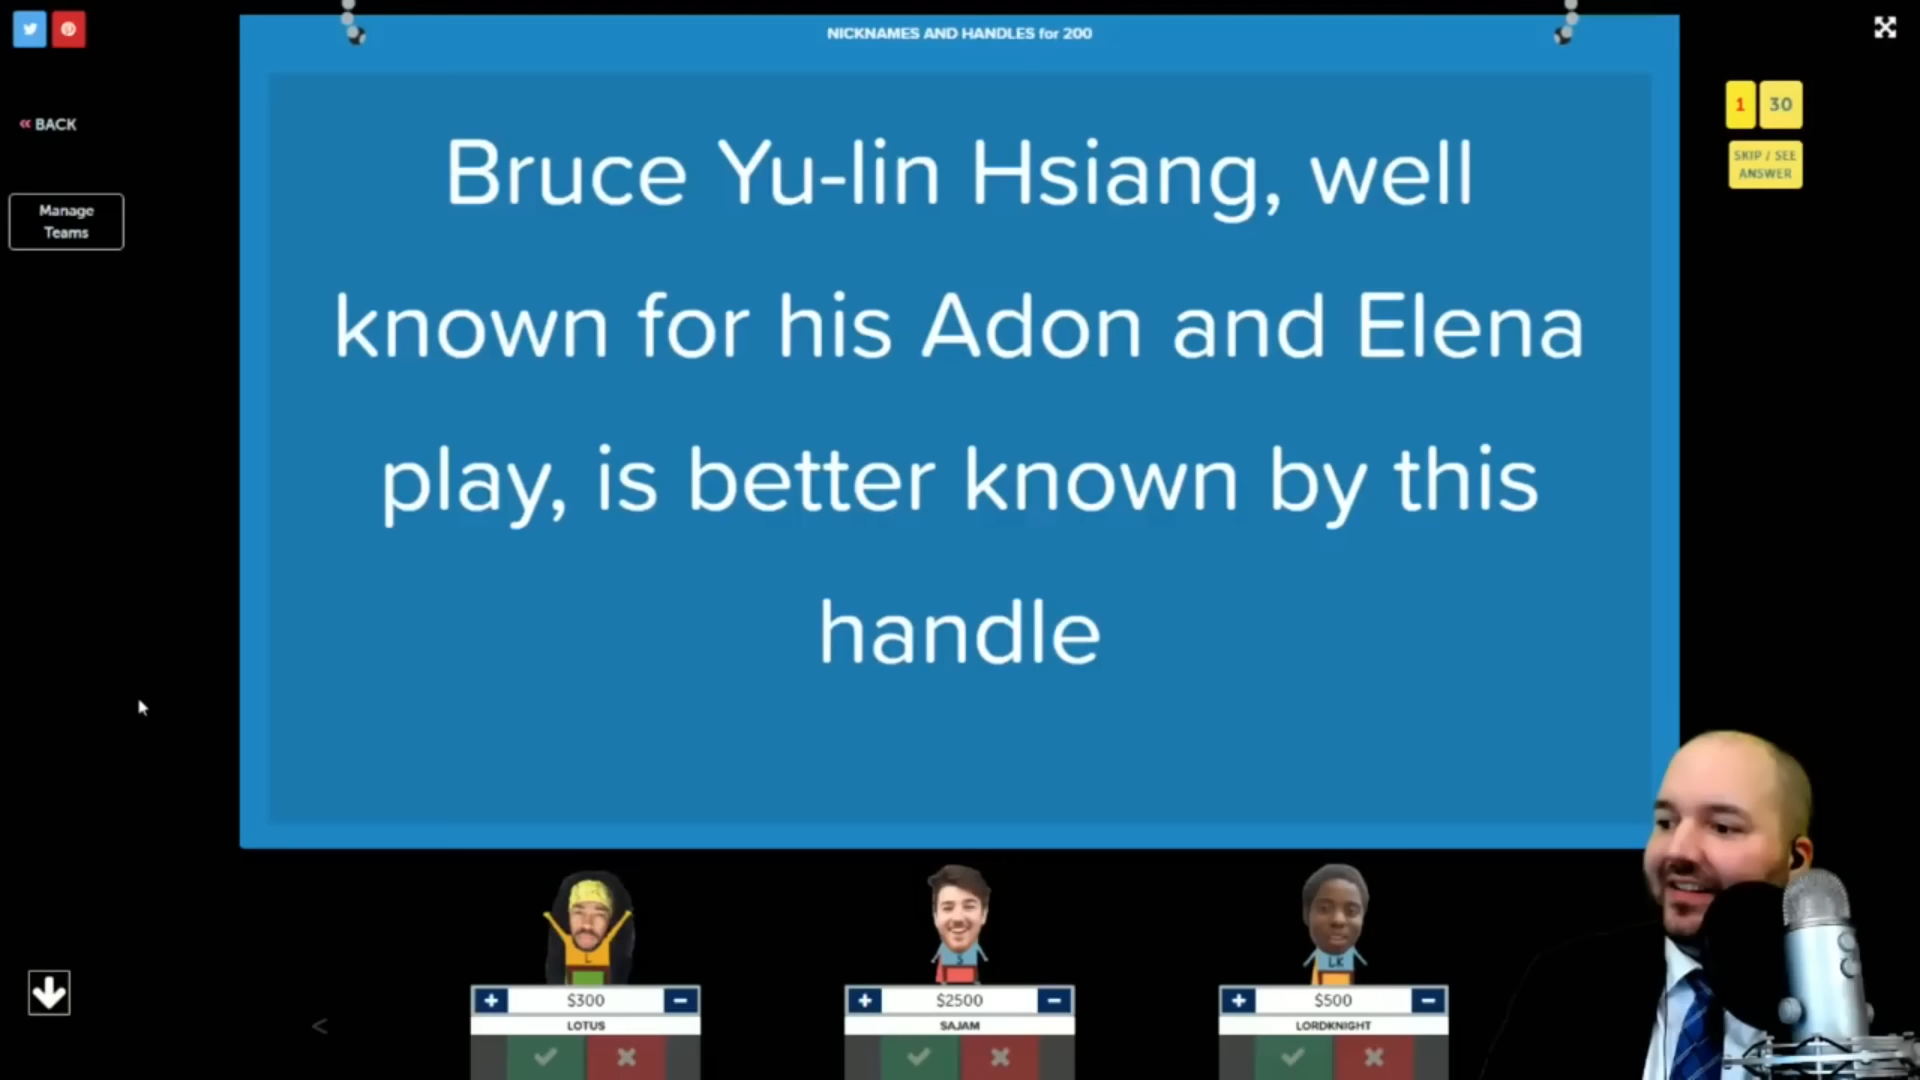 NICKNAMES AND HANDLES for 200
« BACK
1 30
SKIP / SEE
ANSWER
Manage
Teams
Bruce Yu-lin Hsiang, well
known for his Adon and Elena
play, is better known by this
handle
L
S
LK
+ $300 −
+ $2500 −
+ $500 −
LOTUS
SAJAM
LORDKNIGHT
<